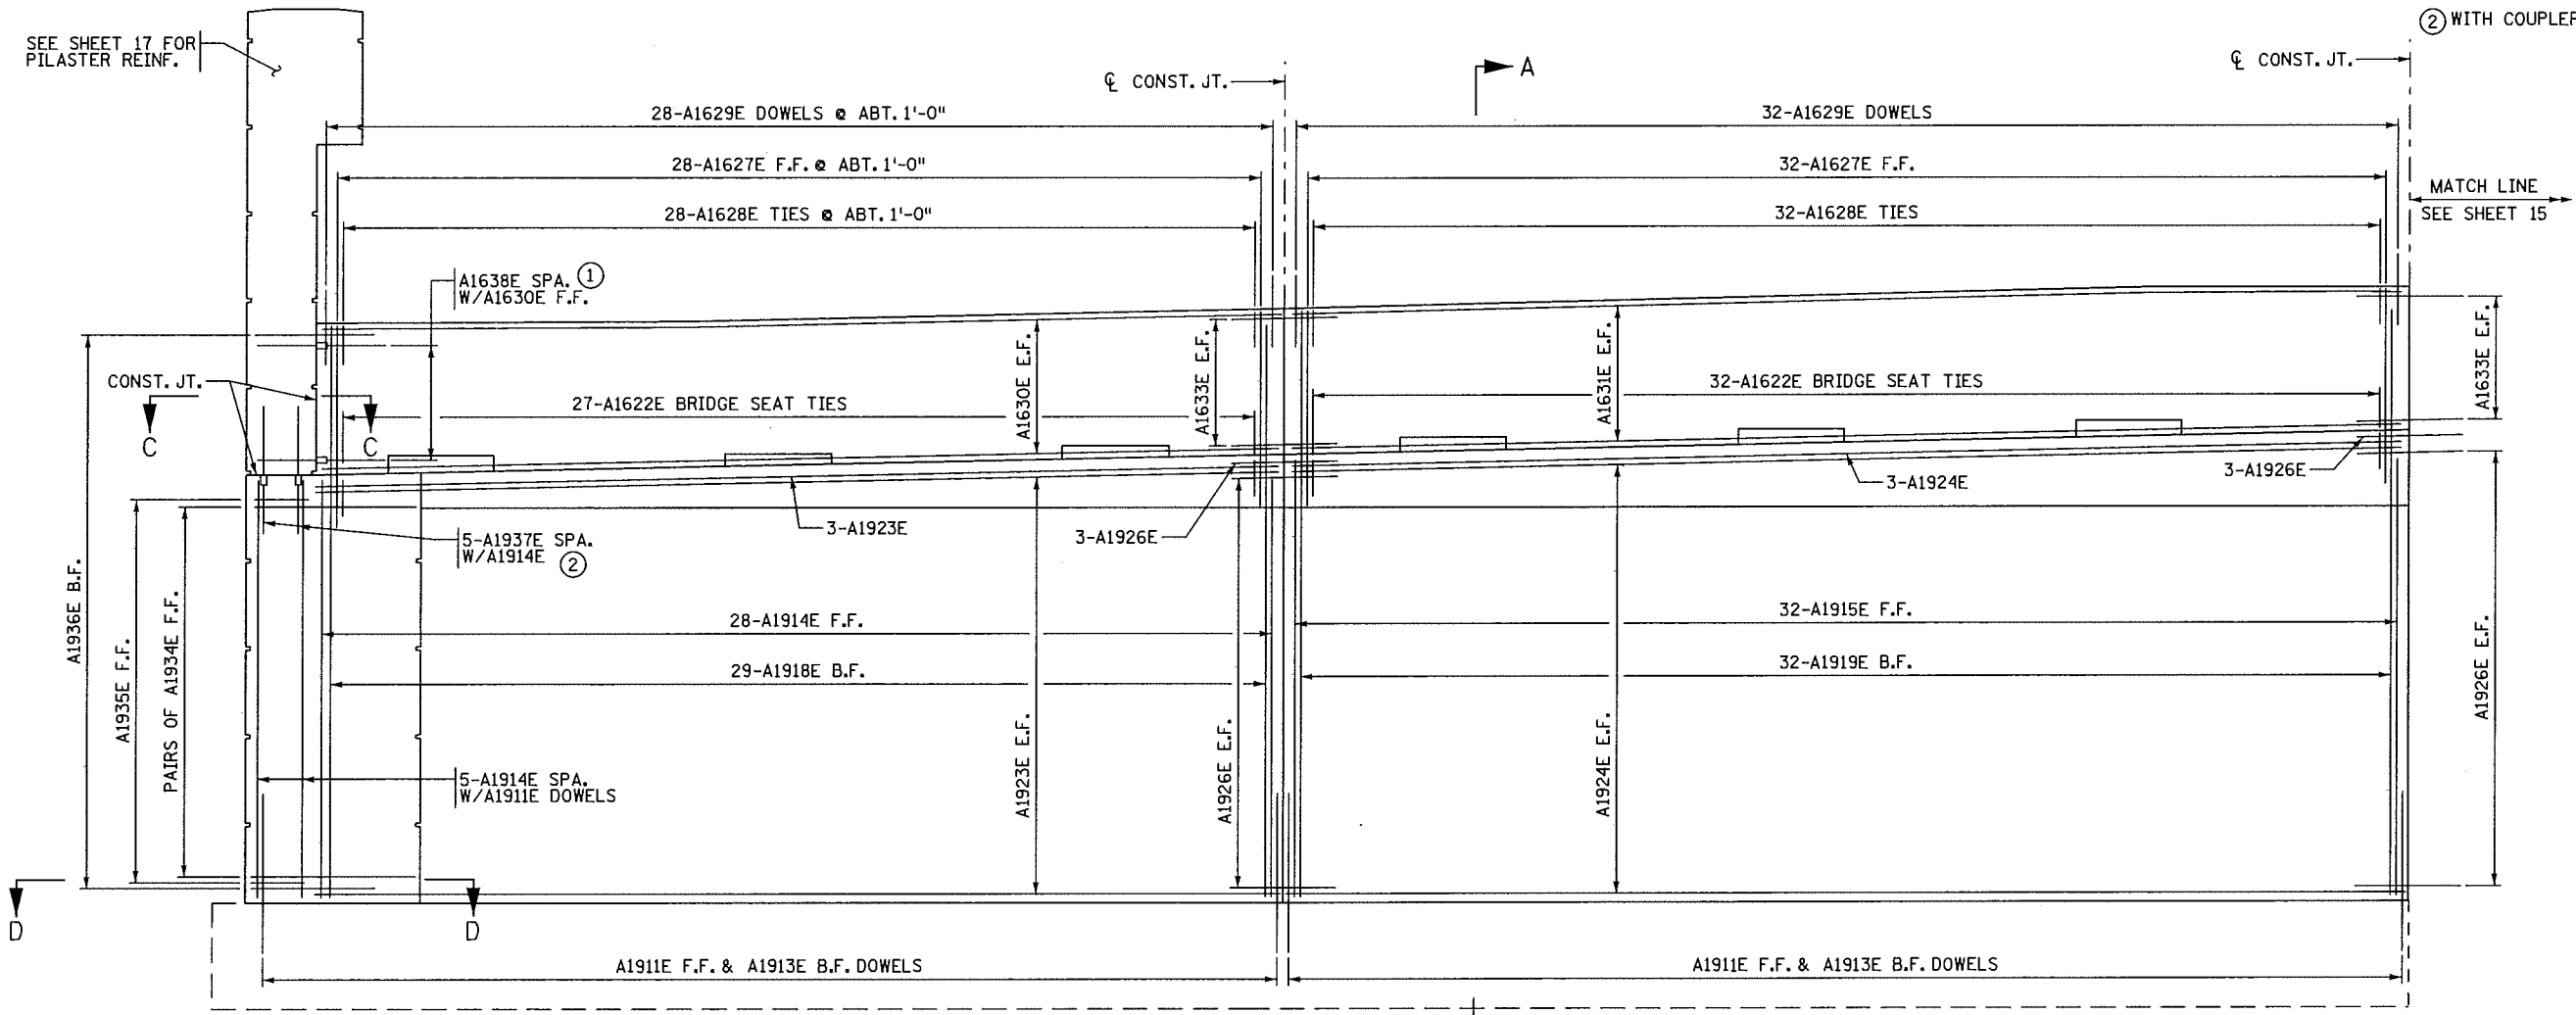 ② WITH COUPLER
SEE SHEET 17 FOR
PILASTER REINF.
℄ CONST. JT.
A
℄ CONST. JT.
28-A1629E DOWELS @ ABT. 1'-0"
32-A1629E DOWELS
28-A1627E F.F. @ ABT. 1'-0"
32-A1627E F.F.
MATCH LINE
SEE SHEET 15
28-A1628E TIES @ ABT. 1'-0"
32-A1628E TIES
A1638E SPA. ①
W/A1630E F.F.
A1630E E.F.
A1633E E.F.
A1631E E.F.
A1633E E.F.
CONST. JT.
27-A1622E BRIDGE SEAT TIES
32-A1622E BRIDGE SEAT TIES
C
C
3-A1923E
3-A1926E
3-A1924E
3-A1926E
5-A1937E SPA.
W/A1914E ②
A1936E B.F.
A1935E F.F.
PAIRS OF A1934E F.F.
28-A1914E F.F.
32-A1915E F.F.
29-A1918E B.F.
32-A1919E B.F.
A1923E E.F.
A1926E E.F.
A1924E E.F.
A1926E E.F.
5-A1914E SPA.
W/A1911E DOWELS
D
D
A1911E F.F. & A1913E B.F. DOWELS
A1911E F.F. & A1913E B.F. DOWELS